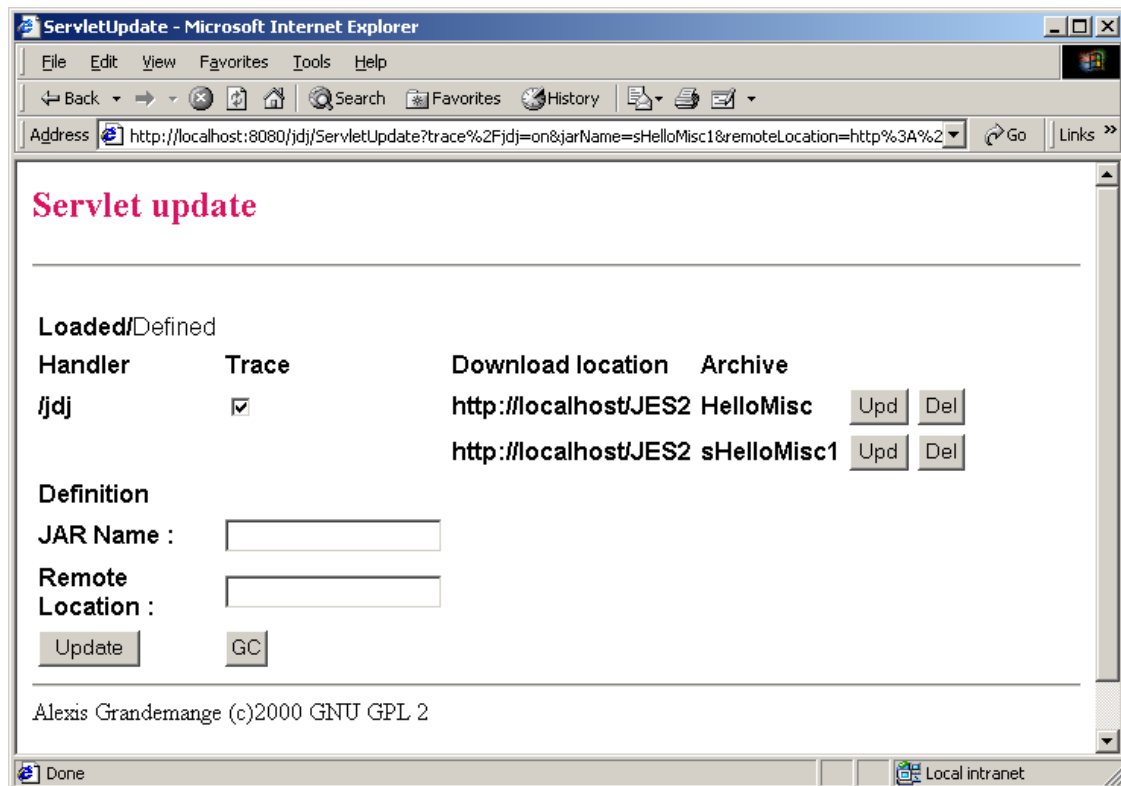 ServletUpdate - Microsoft Internet Explorer
File Edit View Favorites Tools Help
Back Search Favorites History
Address http://localhost:8080/jdj/ServletUpdate?trace%2Fjdj=on&jarName=sHelloMisc1&remoteLocation=http%3A%2 Go Links »
Servlet update
Loaded/Defined
Handler Trace Download location Archive
/jdj http://localhost/JES2 HelloMisc Upd Del
http://localhost/JES2 sHelloMisc1 Upd Del
Definition
JAR Name :
Remote
Location :
Update GC
Alexis Grandemange (c)2000 GNU GPL 2
Done Local intranet